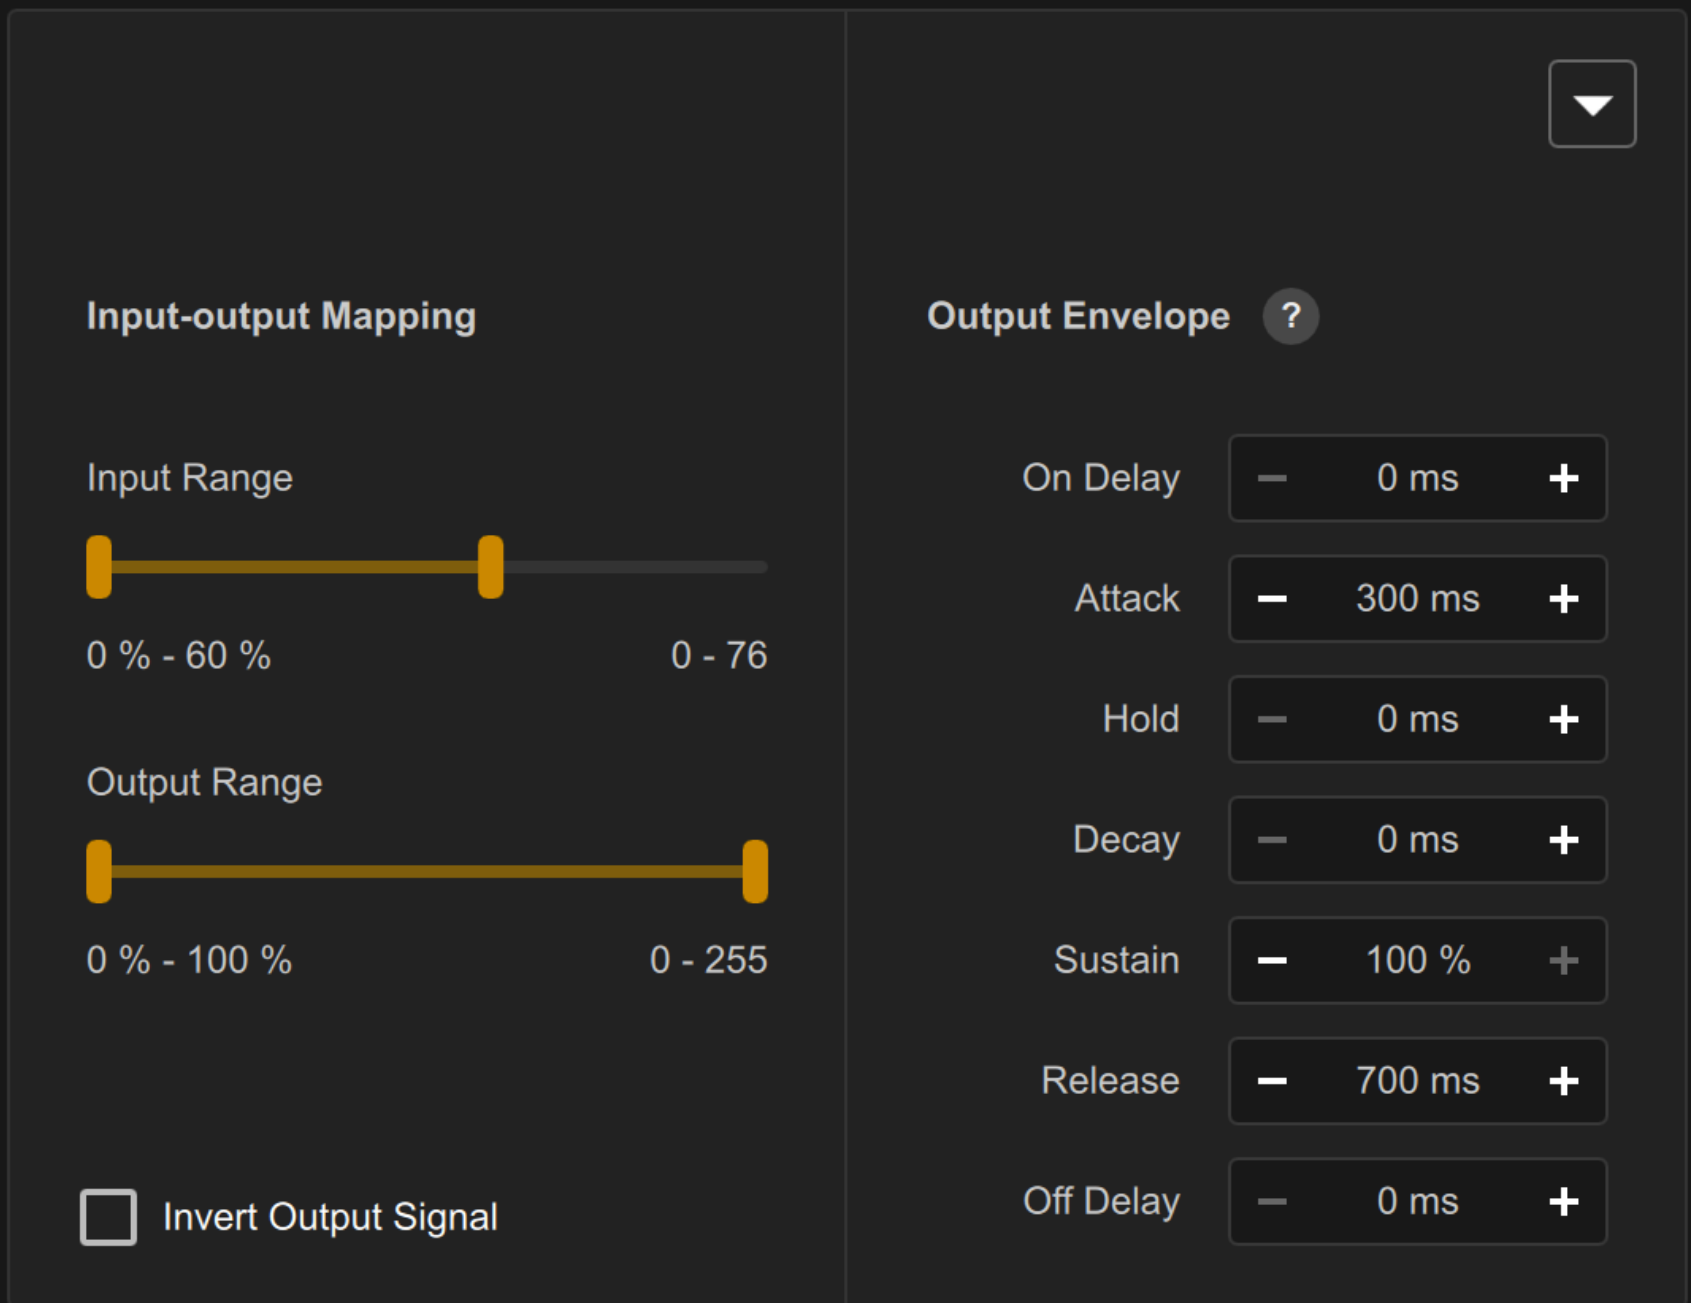 Input-output Mapping
Input Range
0 % - 60 %
0 - 76
Output Range
0 % - 100 %
0 - 255
Invert Output Signal
Output Envelope ?
On Delay − 0 ms +
Attack − 300 ms +
Hold − 0 ms +
Decay − 0 ms +
Sustain − 100 % +
Release − 700 ms +
Off Delay − 0 ms +